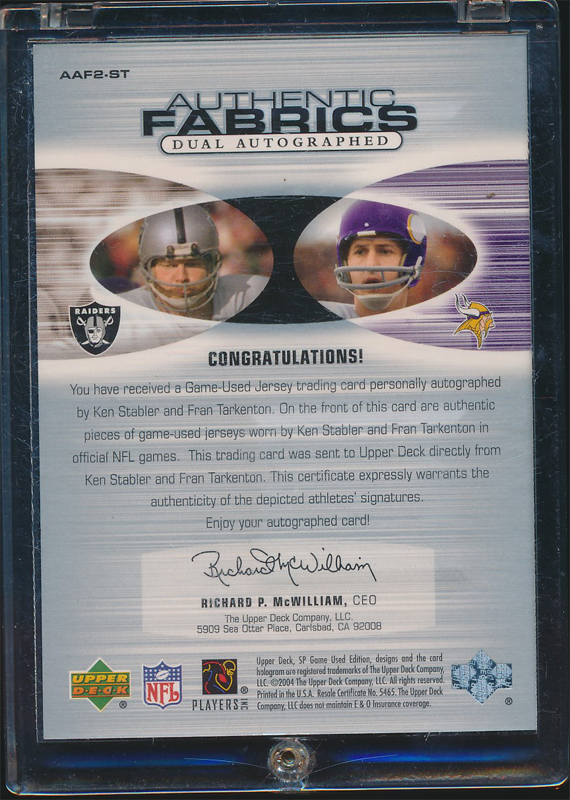 AAF2-ST
AUTHENTIC
FABRICS
DUAL AUTOGRAPHED
RAIDERS
CONGRATULATIONS!
You have received a Game-Used Jersey trading card personally autographed
by Ken Stabler and Fran Tarkenton. On the front of this card are authentic
pieces of game-used jerseys worn by Ken Stabler and Fran Tarkenton in
official NFL games. This trading card was sent to Upper Deck directly from
Ken Stabler and Fran Tarkenton. This certificate expressly warrants the
authenticity of the depicted athletes' signatures.
Enjoy your autographed card!
Richard McWilliam
RICHARD P. McWILLIAM, CEO
The Upper Deck Company, LLC.
5909 Sea Otter Place, Carlsbad, CA 92008
UPPER
DECK
®
NFL
PLAYERS INC
®
Upper Deck, SP Game Used Edition, designs and the card
hologram are registered trademarks of The Upper Deck Company,
LLC. ©2004 The Upper Deck Company, LLC. All rights reserved.
Printed in the U.S.A. Resale Certificate No. 5465. The Upper Deck
Company, LLC does not maintain E & O Insurance coverage.
®